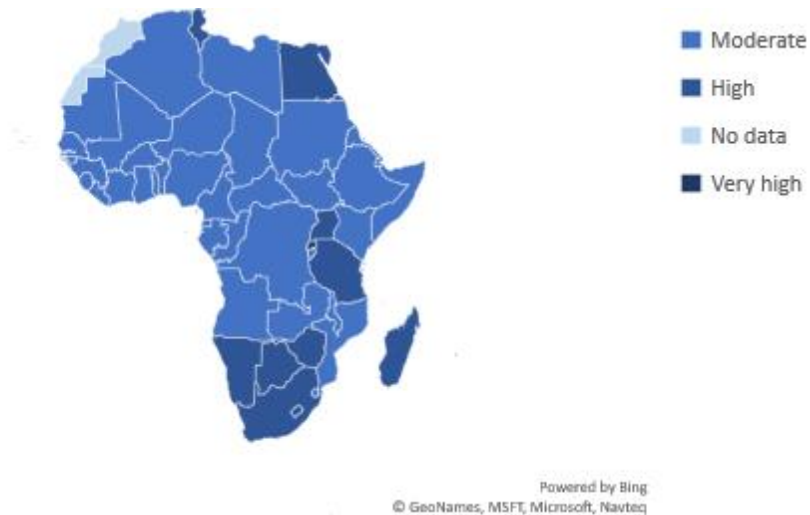 Moderate
High
No data
Very high
Powered by Bing
© GeoNames, MSFT, Microsoft, Navteq